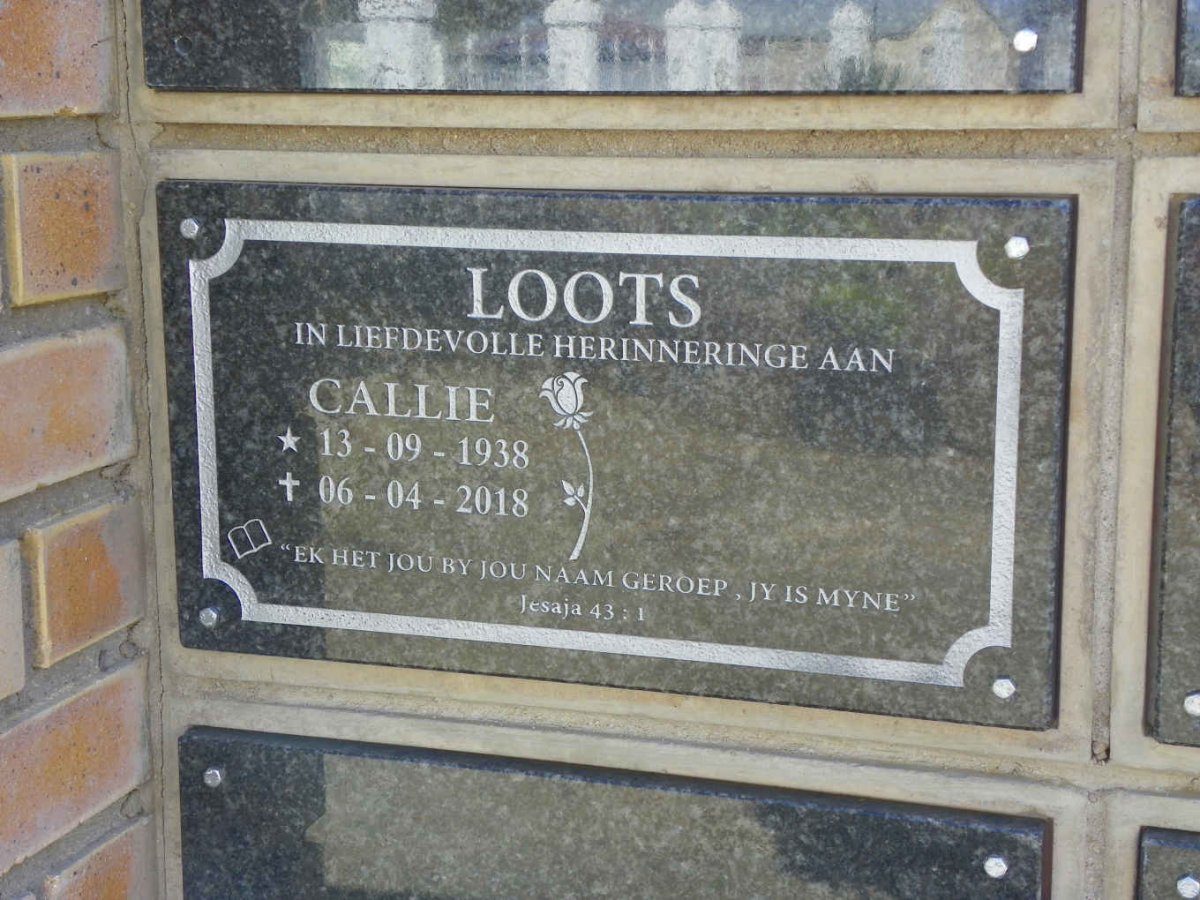 LOOTS
IN LIEFDEVOLLE HERINNERINGE AAN
CALLIE
★ 13 - 09 - 1938
✝ 06 - 04 - 2018
“EK HET JOU BY JOU NAAM GEROEP , JY IS MYNE”
Jesaja 43 : 1